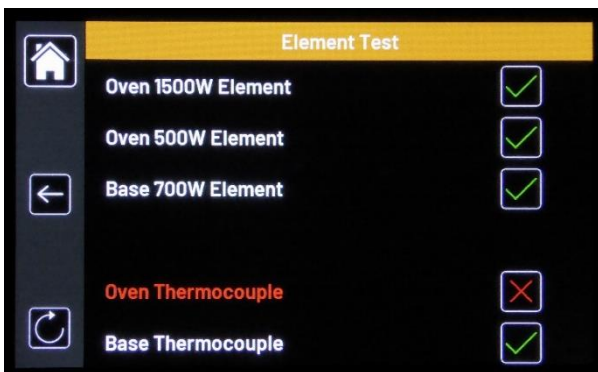 Element Test
Oven 1500W Element
Oven 500W Element
Base 700W Element
Oven Thermocouple
Base Thermocouple